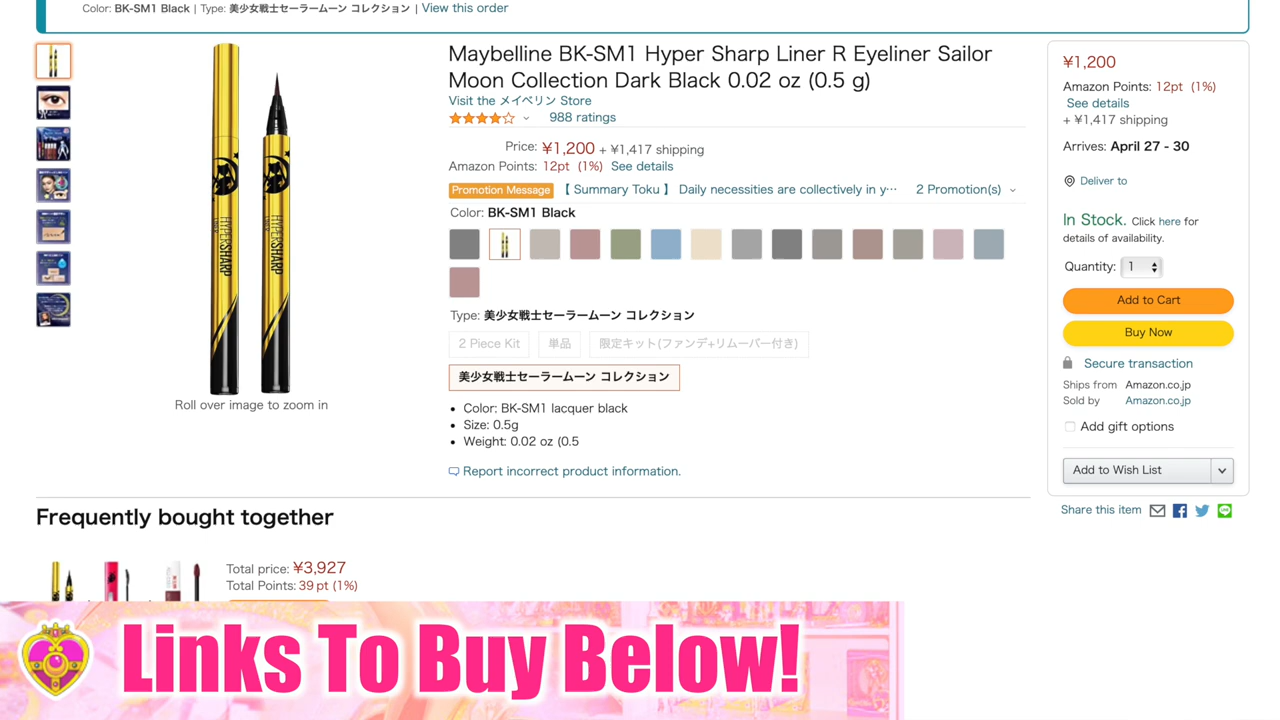 Color: BK-SM1 Black | Type: 美少女戦士セーラームーン コレクション | View this order
Maybelline BK-SM1 Hyper Sharp Liner R Eyeliner Sailor
Moon Collection Dark Black 0.02 oz (0.5 g)
Visit the メイベリン Store
988 ratings
Price: ¥1,200 + ¥1,417 shipping
Amazon Points: 12pt (1%) See details
Promotion Message 【 Summary Toku 】 Daily necessities are collectively in y… 2 Promotion(s)
Color: BK-SM1 Black
Type: 美少女戦士セーラームーン コレクション
2 Piece Kit 単品 限定キット(ファンデ+リムーバー付き)
美少女戦士セーラームーン コレクション
• Color: BK-SM1 lacquer black
• Size: 0.5g
• Weight: 0.02 oz (0.5
Report incorrect product information.
HYPER SHARP
HYPER SHARP
Roll over image to zoom in
¥1,200
Amazon Points: 12pt (1%)
See details
+ ¥1,417 shipping
Arrives: April 27 - 30
Deliver to
In Stock. Click here for
details of availability.
Quantity: 1
Add to Cart
Buy Now
Secure transaction
Ships from Amazon.co.jp
Sold by Amazon.co.jp
Add gift options
Add to Wish List
Share this item
Frequently bought together
Total price: ¥3,927
Total Points: 39 pt (1%)
Links To Buy Below!